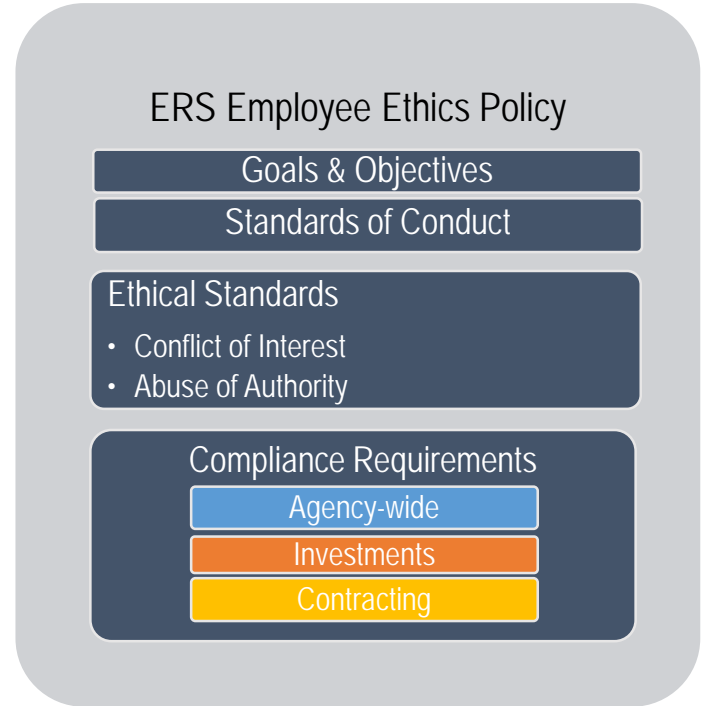 ERS Employee Ethics Policy
Goals & Objectives
Standards of Conduct
Ethical Standards
• Conflict of Interest
• Abuse of Authority
Compliance Requirements
Agency-wide
Investments
Contracting